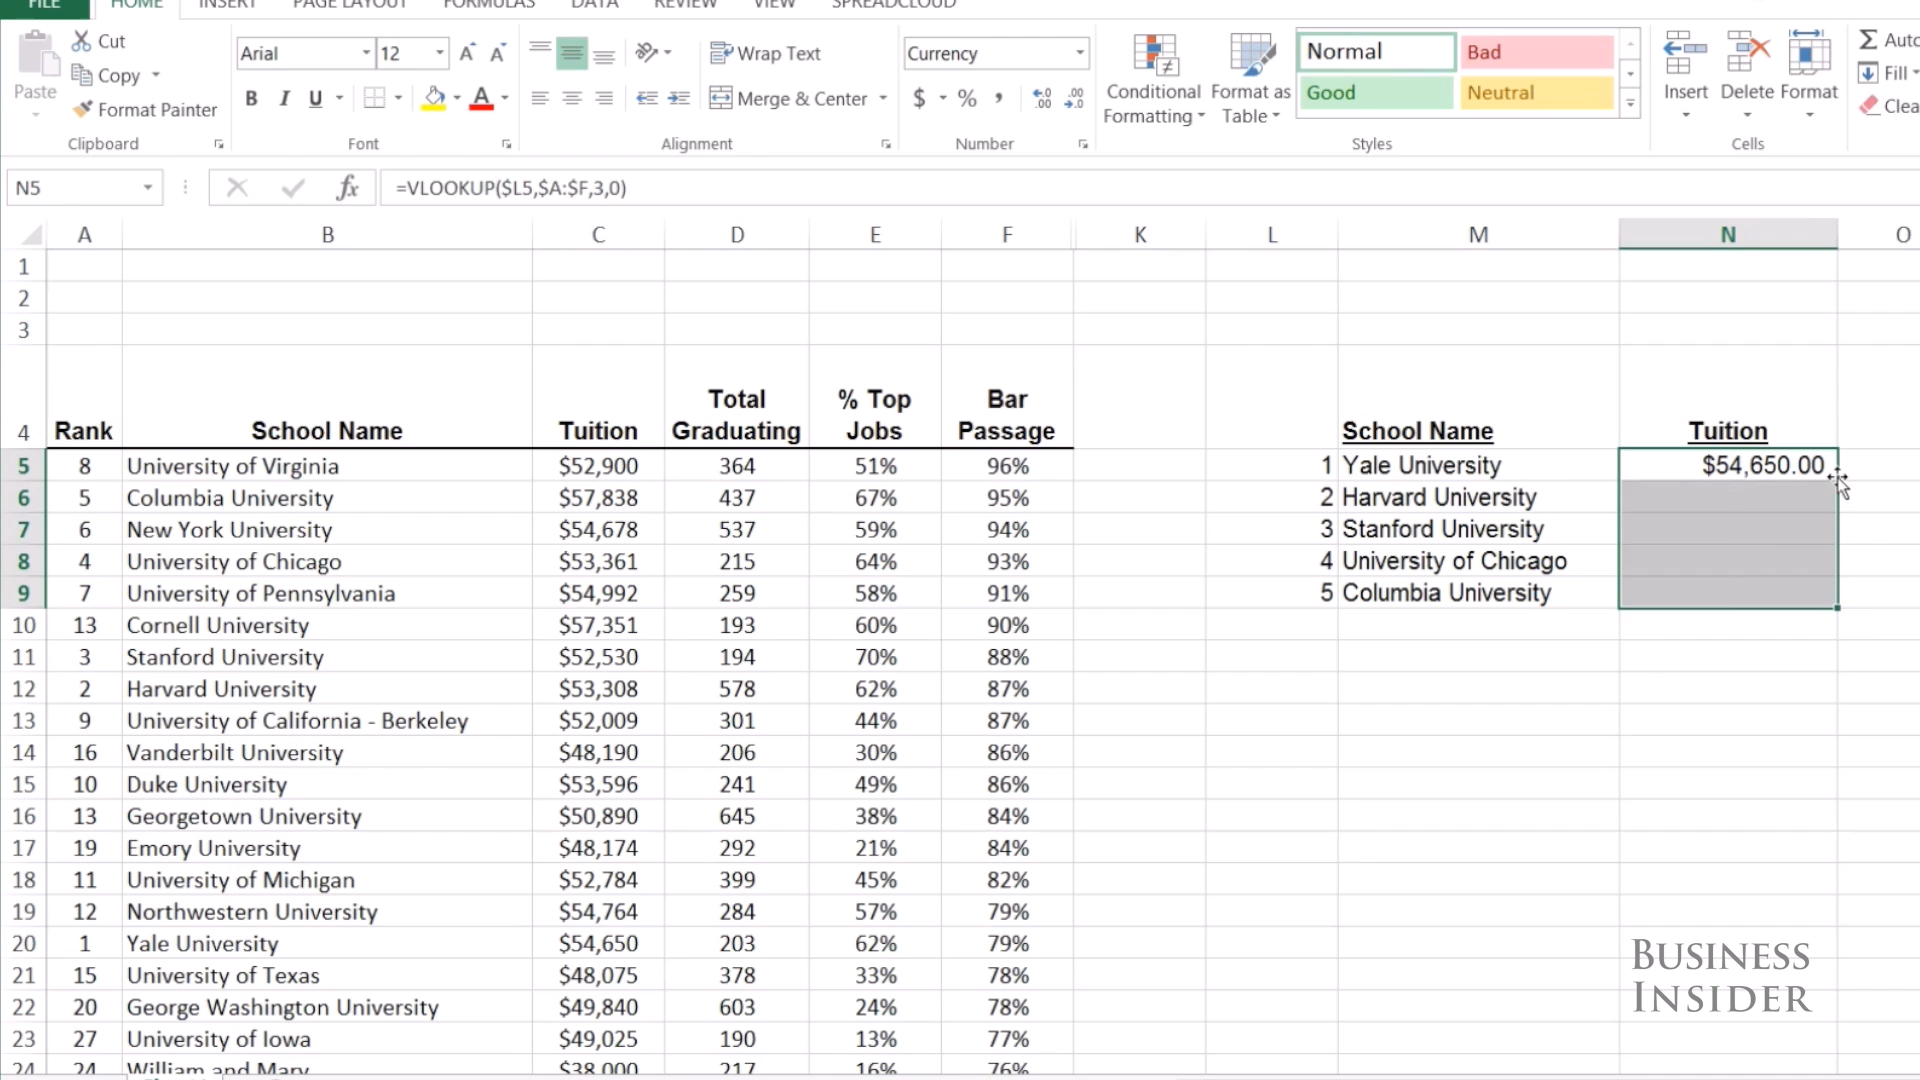 FILE HOME INSERT PAGE LAYOUT FORMULAS DATA REVIEW VIEW SPREADCLOUD
Paste Cut
Copy
Format Painter
Clipboard
Arial 12
B I U A
Font
Wrap Text
Merge & Center
Alignment
Currency
$ % ,
Number
Conditional Formatting
Format as Table
Normal Bad
Good Neutral
Styles
Insert Delete Format
Cells
Σ Auto
Fill
Clea
N5 fx =VLOOKUP($L5,$A:$F,3,0)
A B C D E F K L M N O
1
2
3
Total % Top Bar
4 Rank School Name Tuition Graduating Jobs Passage School Name Tuition
5 8 University of Virginia $52,900 364 51% 96% 1 Yale University $54,650.00
6 5 Columbia University $57,838 437 67% 95% 2 Harvard University
7 6 New York University $54,678 537 59% 94% 3 Stanford University
8 4 University of Chicago $53,361 215 64% 93% 4 University of Chicago
9 7 University of Pennsylvania $54,992 259 58% 91% 5 Columbia University
10 13 Cornell University $57,351 193 60% 90%
11 3 Stanford University $52,530 194 70% 88%
12 2 Harvard University $53,308 578 62% 87%
13 9 University of California - Berkeley $52,009 301 44% 87%
14 16 Vanderbilt University $48,190 206 30% 86%
15 10 Duke University $53,596 241 49% 86%
16 13 Georgetown University $50,890 645 38% 84%
17 19 Emory University $48,174 292 21% 84%
18 11 University of Michigan $52,784 399 45% 82%
19 12 Northwestern University $54,764 284 57% 79%
20 1 Yale University $54,650 203 62% 79%
21 15 University of Texas $48,075 378 33% 78%
22 20 George Washington University $49,840 603 24% 78%
23 27 University of Iowa $49,025 190 13% 77%
24 24 William and Mary $38,000 217 16% 76%
BUSINESS
INSIDER